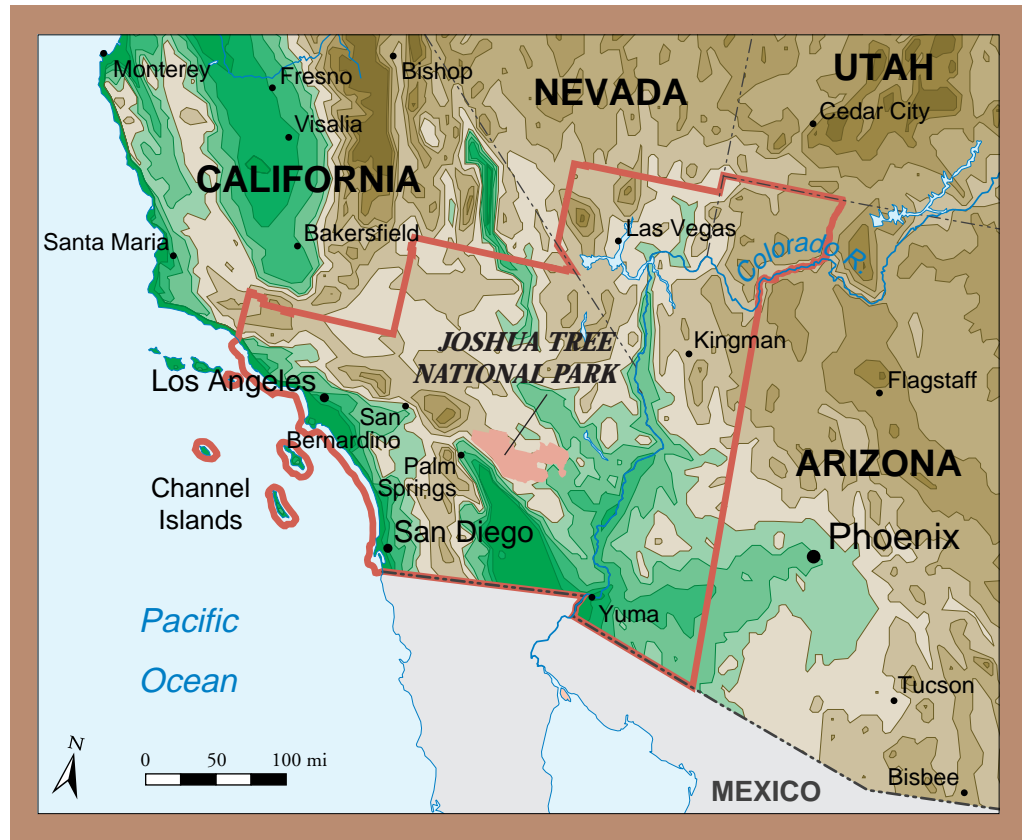 Monterey
Fresno
Bishop
NEVADA
UTAH
Cedar City
Visalia
CALIFORNIA
Santa Maria
Bakersfield
Las Vegas
Colorado R.
JOSHUA TREE
NATIONAL PARK
Kingman
Los Angeles
Flagstaff
San
Bernardino
Palm
Springs
ARIZONA
Channel
Islands
San Diego
Phoenix
Yuma
Pacific
Ocean
Tucson
N
0 50 100 mi
MEXICO
Bisbee